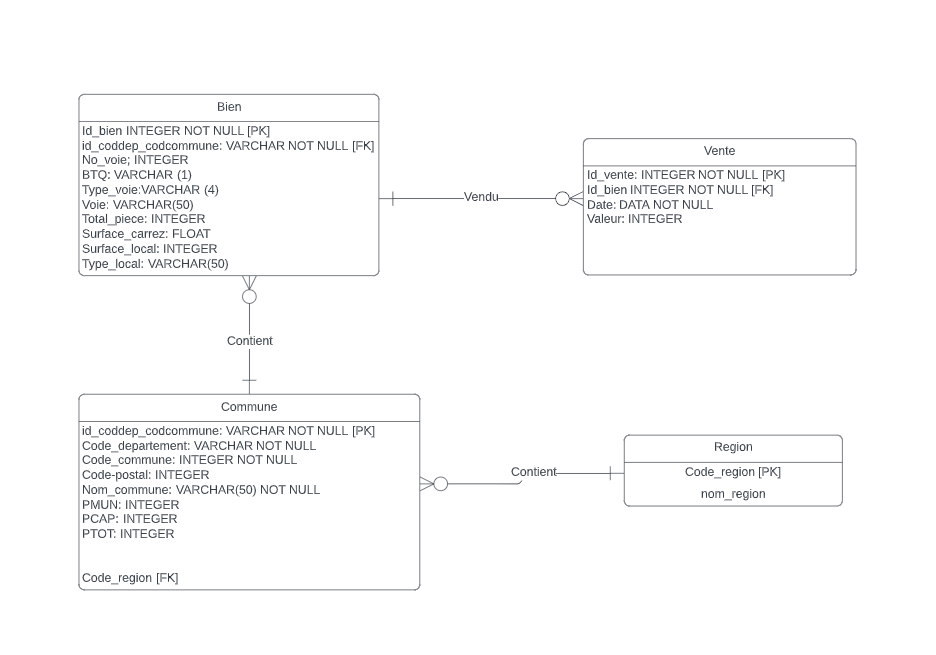 Bien
Id_bien INTEGER NOT NULL [PK]
id_coddep_codcommune: VARCHAR NOT NULL [FK]
No_voie; INTEGER
BTQ: VARCHAR (1)
Type_voie:VARCHAR (4)
Voie: VARCHAR(50)
Total_piece: INTEGER
Surface_carrez: FLOAT
Surface_local: INTEGER
Type_local: VARCHAR(50)
Vendu
Vente
Id_vente: INTEGER NOT NULL [PK]
Id_bien INTEGER NOT NULL [FK]
Date: DATA NOT NULL
Valeur: INTEGER
Contient
Commune
id_coddep_codcommune: VARCHAR NOT NULL [PK]
Code_departement: VARCHAR NOT NULL
Code_commune: INTEGER NOT NULL
Code-postal: INTEGER
Nom_commune: VARCHAR(50) NOT NULL
PMUN: INTEGER
PCAP: INTEGER
PTOT: INTEGER
Code_region [FK]
Contient
Region
Code_region [PK]
nom_region